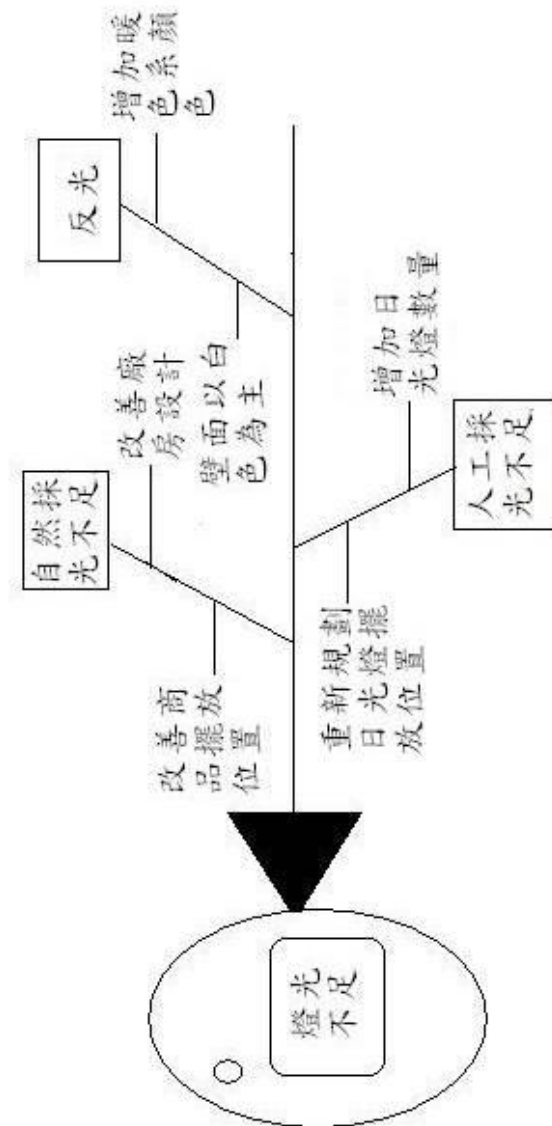 自然採
光不足
反光
增加暖
色系顏
色
改善廠
房設計
改善商
品擺放
位置
壁面以白
色為主
燈光
不足
重新規劃
日光燈擺
放位置
增加日
光燈數量
人工採
光不足